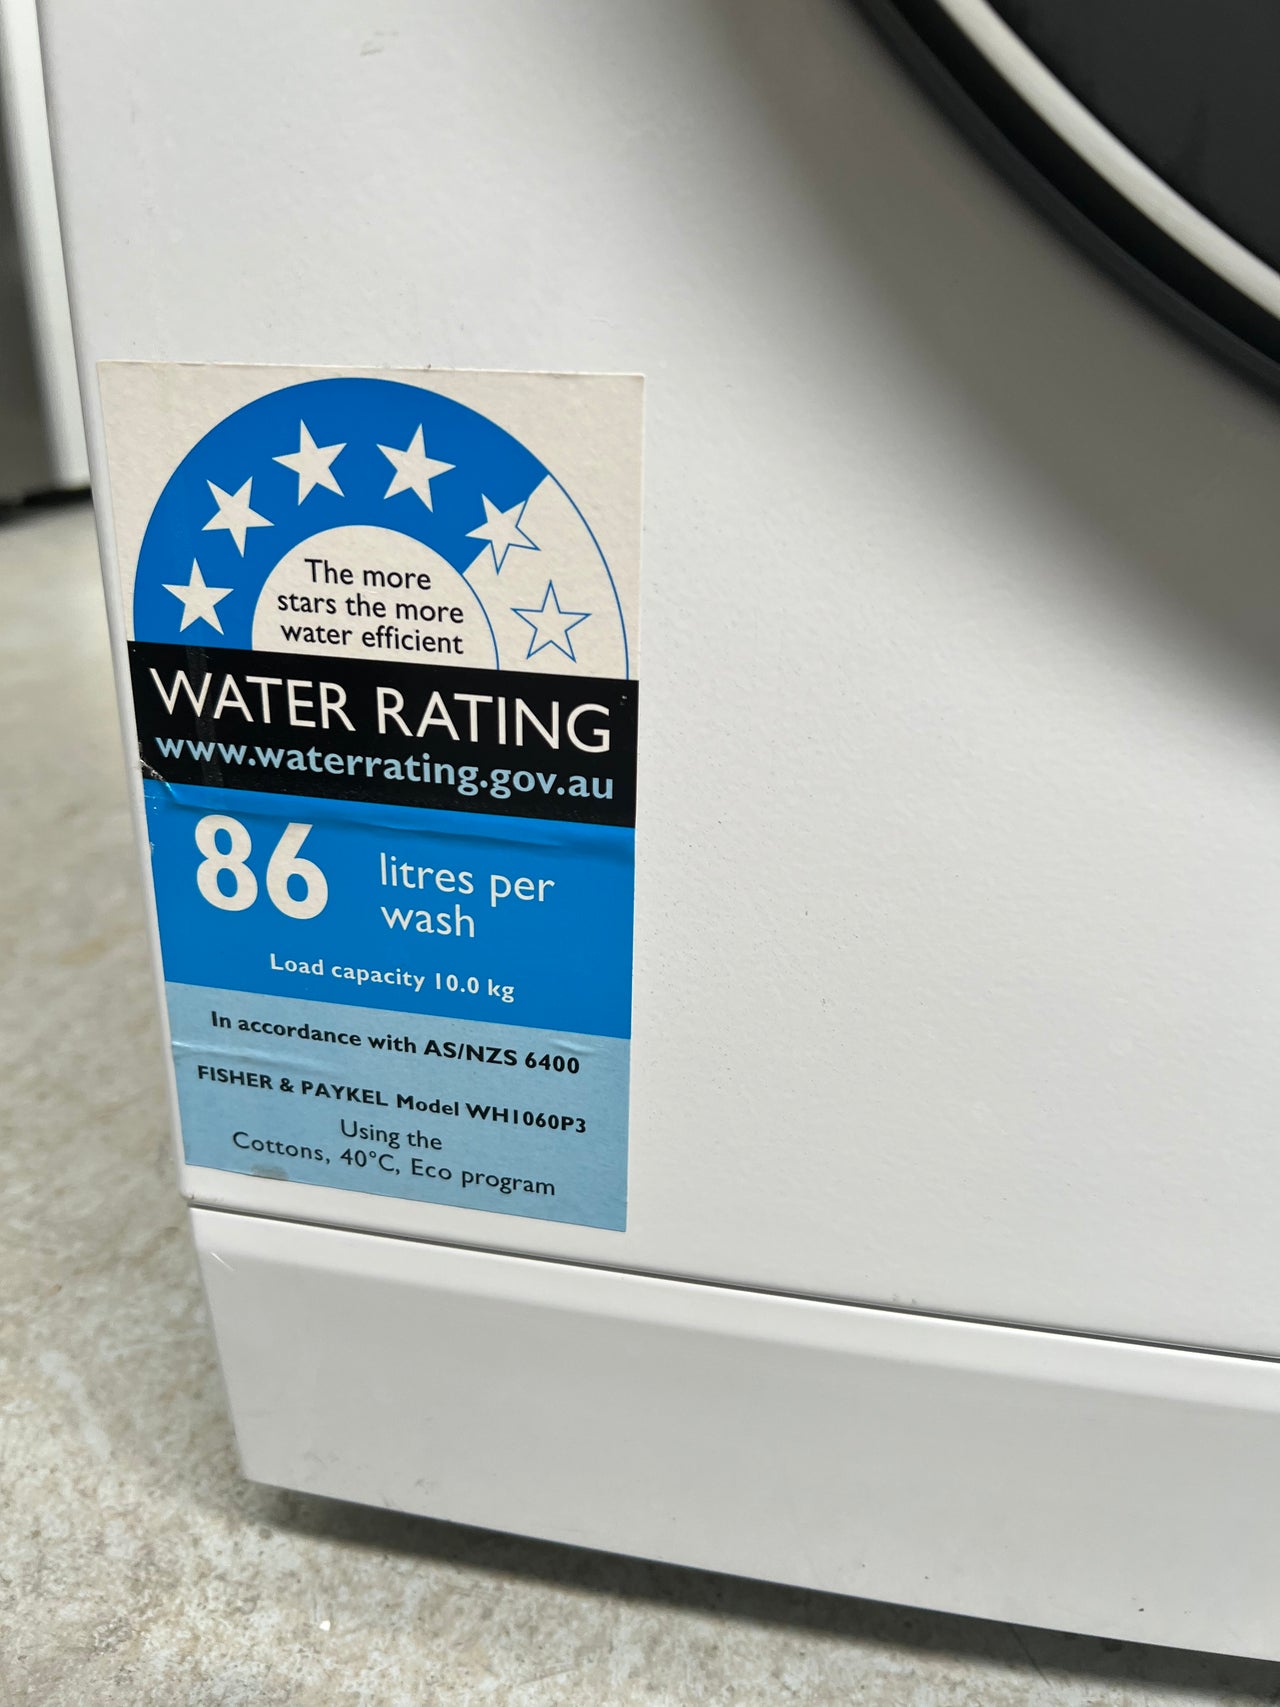 The more
stars the more
water efficient
WATER RATING
www.waterrating.gov.au
86
litres per
wash
Load capacity 10.0 kg
In accordance with AS/NZS 6400
FISHER & PAYKEL Model WH1060P3
Using the
Cottons, 40°C, Eco program